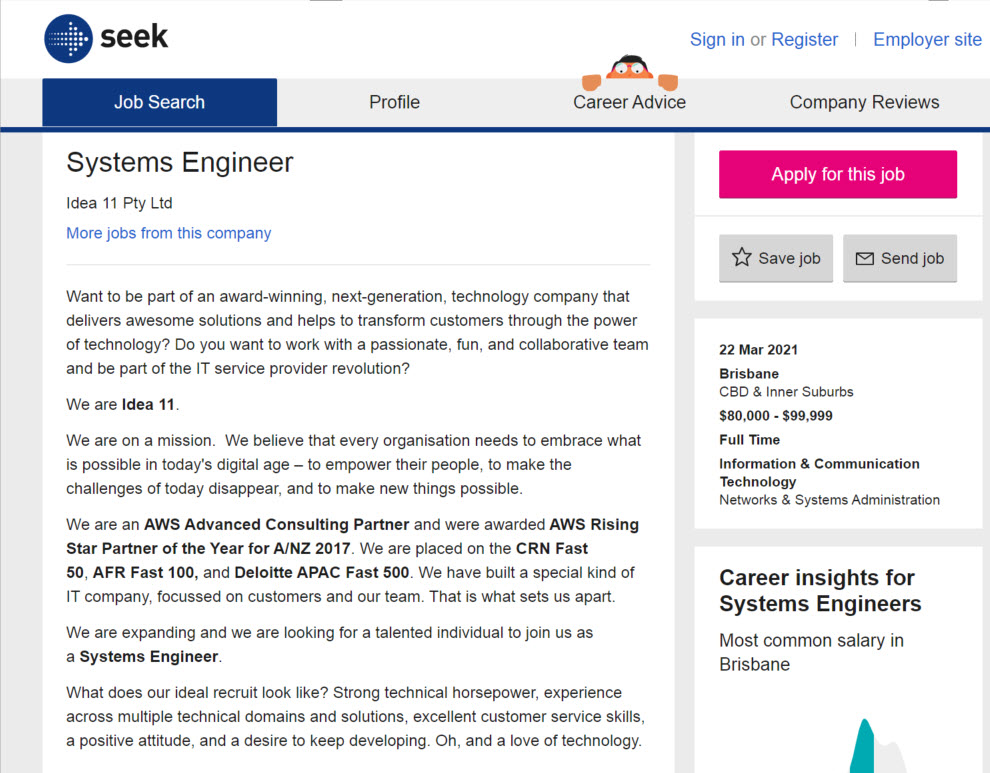 seek
Sign in or Register | Employer site
Job Search
Profile
Career Advice
Company Reviews
Systems Engineer
Idea 11 Pty Ltd
More jobs from this company
Want to be part of an award-winning, next-generation, technology company that
delivers awesome solutions and helps to transform customers through the power
of technology? Do you want to work with a passionate, fun, and collaborative team
and be part of the IT service provider revolution?
We are Idea 11.
We are on a mission.  We believe that every organisation needs to embrace what
is possible in today's digital age – to empower their people, to make the
challenges of today disappear, and to make new things possible.
We are an AWS Advanced Consulting Partner and were awarded AWS Rising
Star Partner of the Year for A/NZ 2017. We are placed on the CRN Fast
50, AFR Fast 100, and Deloitte APAC Fast 500. We have built a special kind of
IT company, focussed on customers and our team. That is what sets us apart.
We are expanding and we are looking for a talented individual to join us as
a Systems Engineer.
What does our ideal recruit look like? Strong technical horsepower, experience
across multiple technical domains and solutions, excellent customer service skills,
a positive attitude, and a desire to keep developing. Oh, and a love of technology.
Apply for this job
Save job
Send job
22 Mar 2021
Brisbane
CBD & Inner Suburbs
$80,000 - $99,999
Full Time
Information & Communication
Technology
Networks & Systems Administration
Career insights for
Systems Engineers
Most common salary in
Brisbane